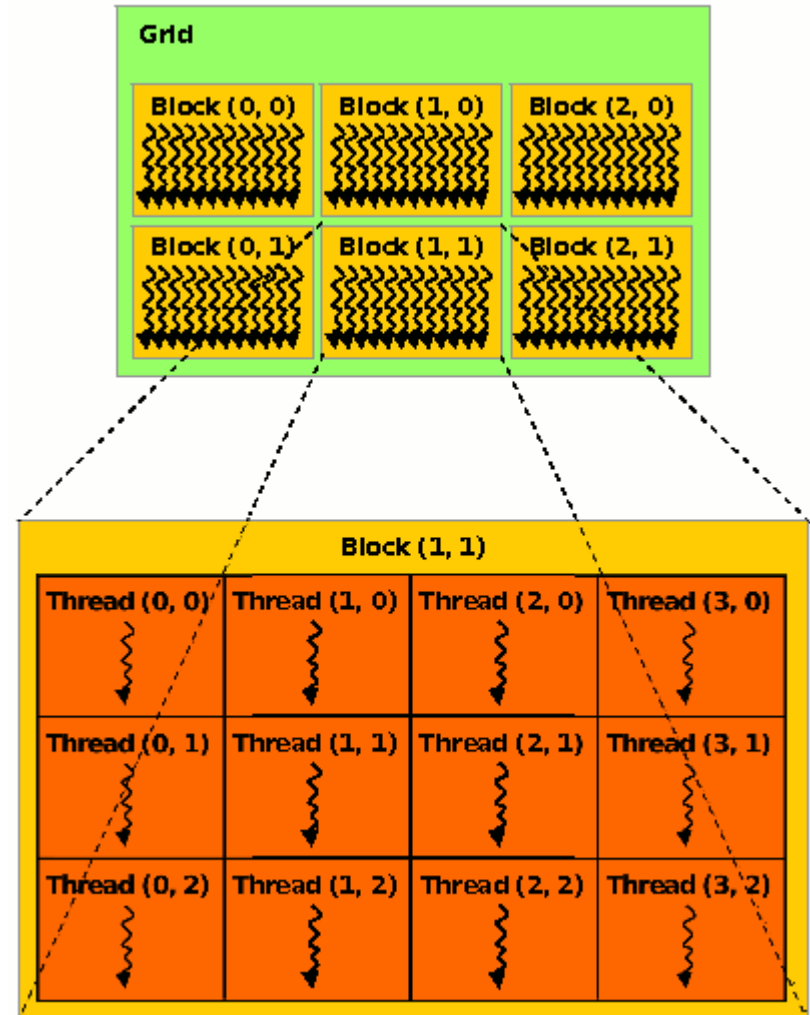 Grid
Block (0, 0) Block (1, 0) Block (2, 0)
Block (0, 1) Block (1, 1) Block (2, 1)
Block (1, 1)
Thread (0, 0) Thread (1, 0) Thread (2, 0) Thread (3, 0)
Thread (0, 1) Thread (1, 1) Thread (2, 1) Thread (3, 1)
Thread (0, 2) Thread (1, 2) Thread (2, 2) Thread (3, 2)